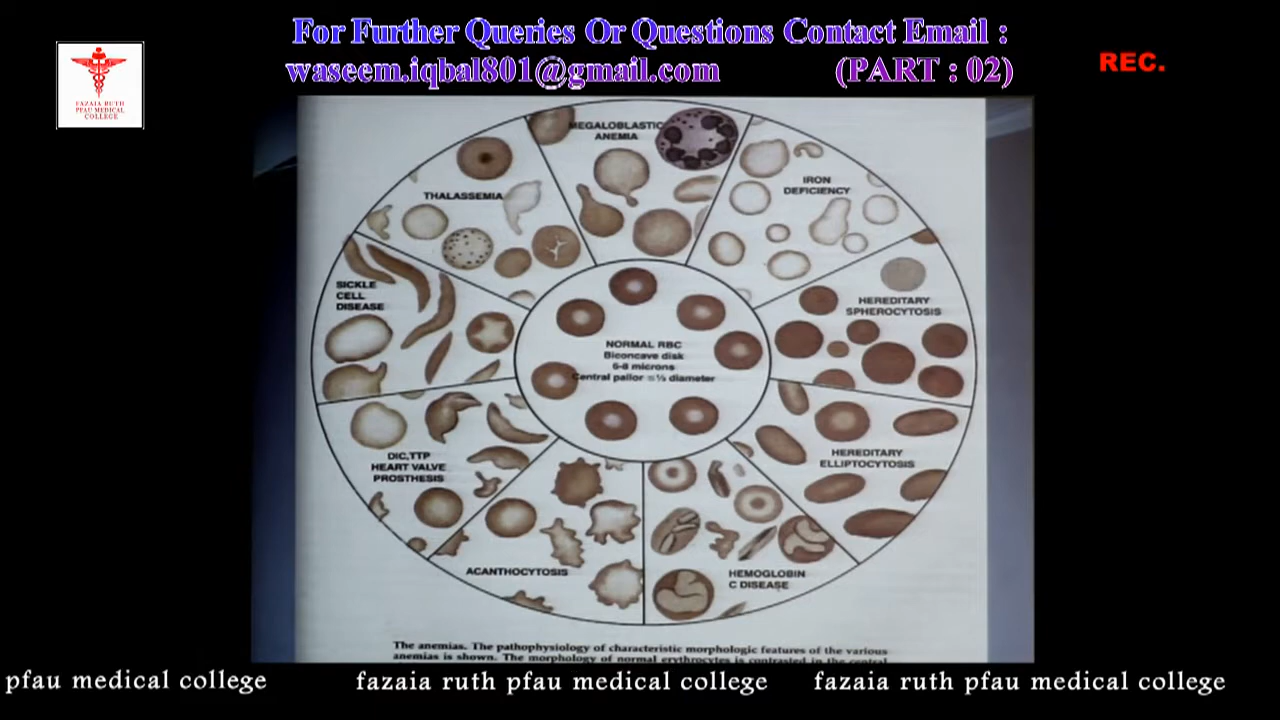 For Further Queries Or Questions Contact Email :
waseem.iqbal801@gmail.com (PART : 02)
REC.
FAZAIA RUTH
PFAU MEDICAL
COLLEGE
MEGALOBLASTIC
ANEMIA
IRON
DEFICIENCY
THALASSEMIA
SICKLE
CELL
DISEASE
HEREDITARY
SPHEROCYTOSIS
NORMAL RBC
Biconcave disk
6-8 microns
Central pallor = ⅓ diameter
DIC,TTP
HEART VALVE
PROSTHESIS
HEREDITARY
ELLIPTOCYTOSIS
ACANTHOCYTOSIS
HEMOGLOBIN
C DISEASE
The anemias. The pathophysiology of characteristic morphologic features of the various
anemias is shown. The morphology of normal erythrocytes is contrasted in the central
pfau medical college fazaia ruth pfau medical college fazaia ruth pfau medical college